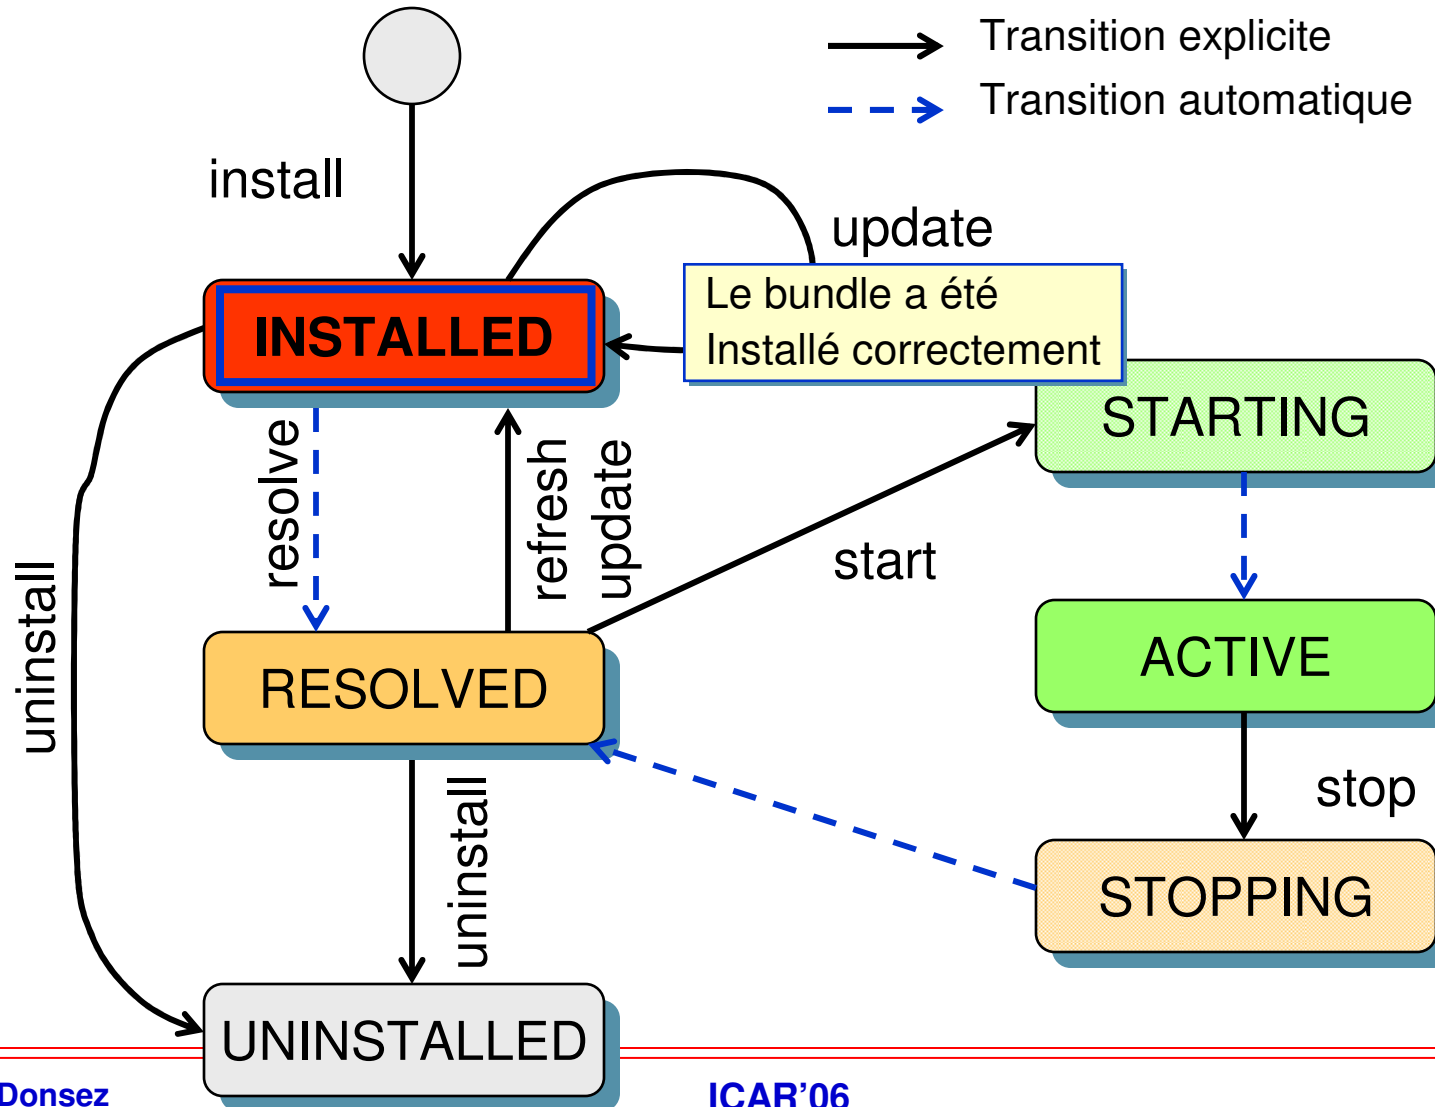 Transition explicite
Transition automatique
install
update
Le bundle a été
Installé correctement
INSTALLED
STARTING
resolve
refresh
update
start
uninstall
RESOLVED
ACTIVE
uninstall
stop
STOPPING
UNINSTALLED
Donsez
ICAR'06